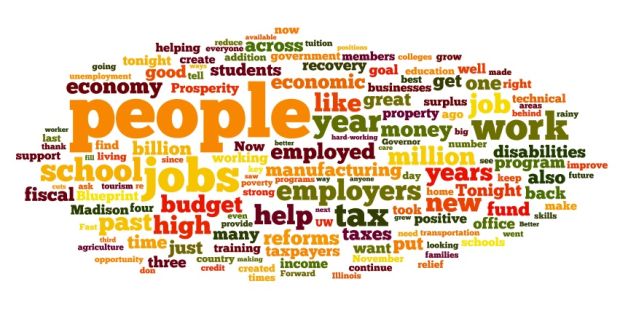 now
available
reduce tuition positions
helping everyone across government members colleges grow
going tonight create addition recovery goal education well made
unemployment ways good tell students economic businesses best get one right
economy Prosperity like great surplus job technical areas
people year property ago behind rainy
worker hard-working money big work
last find billion Now better employed Governor number disabilities
thank care million see program improve
support fill living since working manufacturing day years keep also future
school jobs key saw strong programs way anyone employers home Tonight back
fiscal cuts ask tourism re poverty new fund make
Blueprint budget help next tax took grew positive office Better skills
Madison four past high even provide UW need transportation went
Fast third time just many reforms taxes want put looking schools
agriculture training taxpayers families
opportunity three country making income November relief
don credit created times Forward Illinois continue